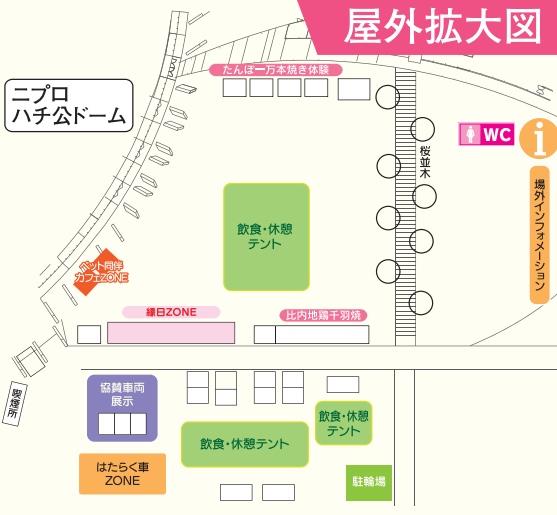 屋外拡大図
たんぽ一万本焼き体験
ニプロ
ハチ公ドーム
WC
i
桜並木
場外インフォメーション
飲食・休憩
テント
ペット同伴
カフェZONE
縁日ZONE
比内地鶏千羽焼
喫煙所
協賛車両
展示
飲食・休憩
テント
飲食・休憩テント
はたらく車
ZONE
駐輪場